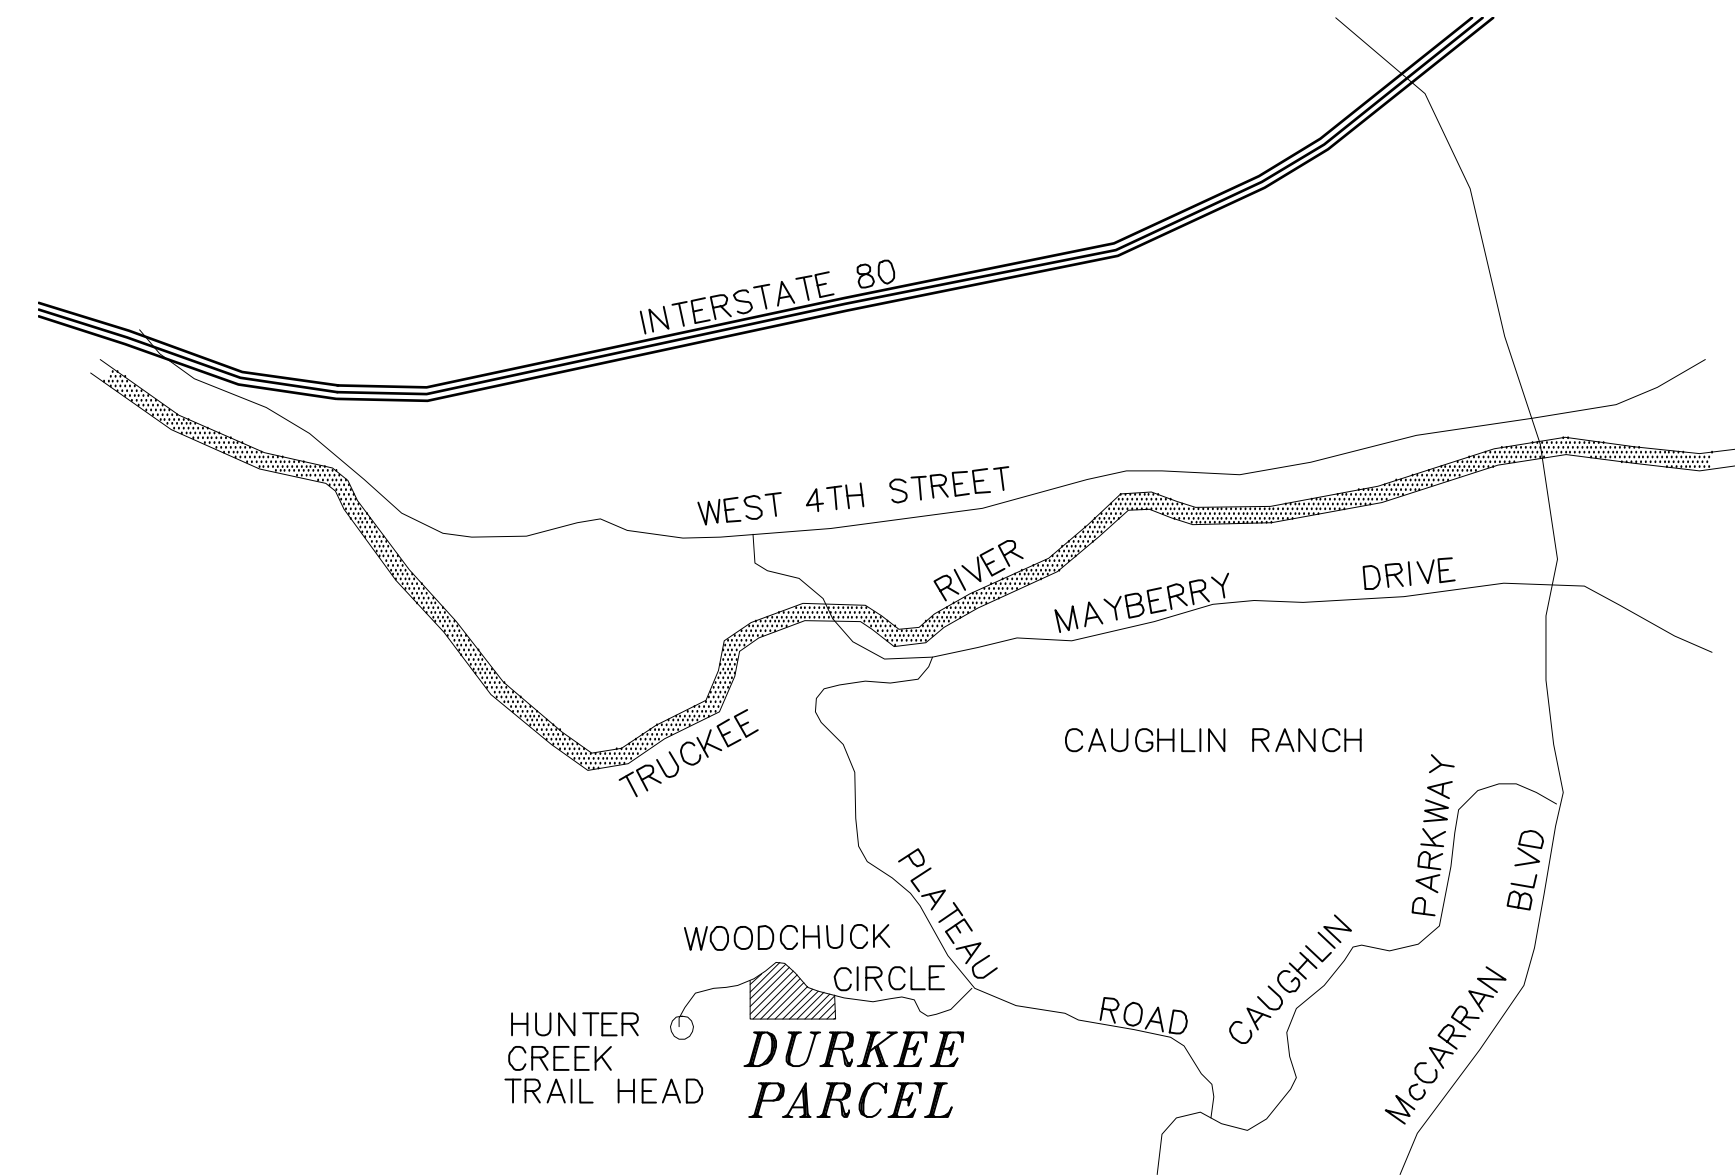 INTERSTATE 80
WEST 4TH STREET
TRUCKEE RIVER
MAYBERRY DRIVE
CAUGHLIN RANCH
PLATEAU ROAD
CAUGHLIN PARKWAY
McCARRAN BLVD
WOODCHUCK
CIRCLE
HUNTER
CREEK
TRAIL HEAD
DURKEE
PARCEL